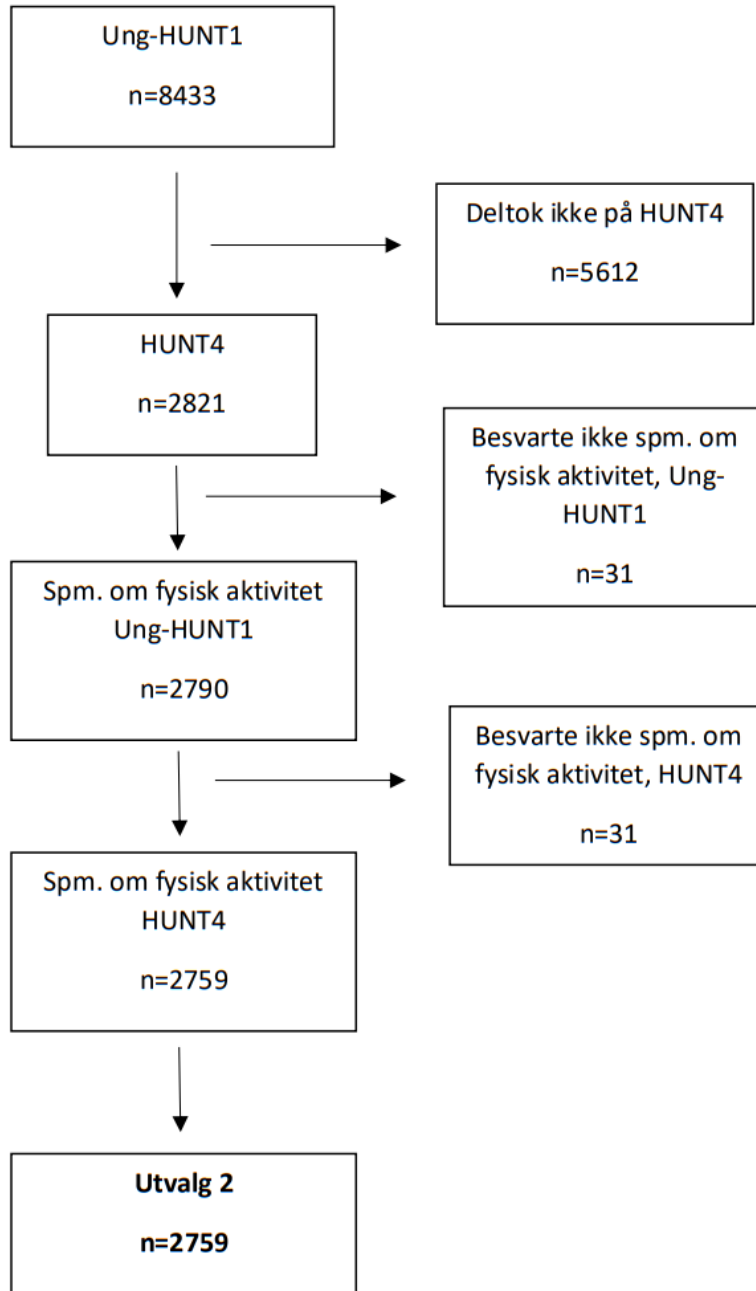 Ung-HUNT1
n=8433
Deltok ikke på HUNT4
n=5612
HUNT4
n=2821
Besvarte ikke spm. om
fysisk aktivitet, Ung-
HUNT1
n=31
Spm. om fysisk aktivitet
Ung-HUNT1
n=2790
Besvarte ikke spm. om
fysisk aktivitet, HUNT4
n=31
Spm. om fysisk aktivitet
HUNT4
n=2759
Utvalg 2
n=2759